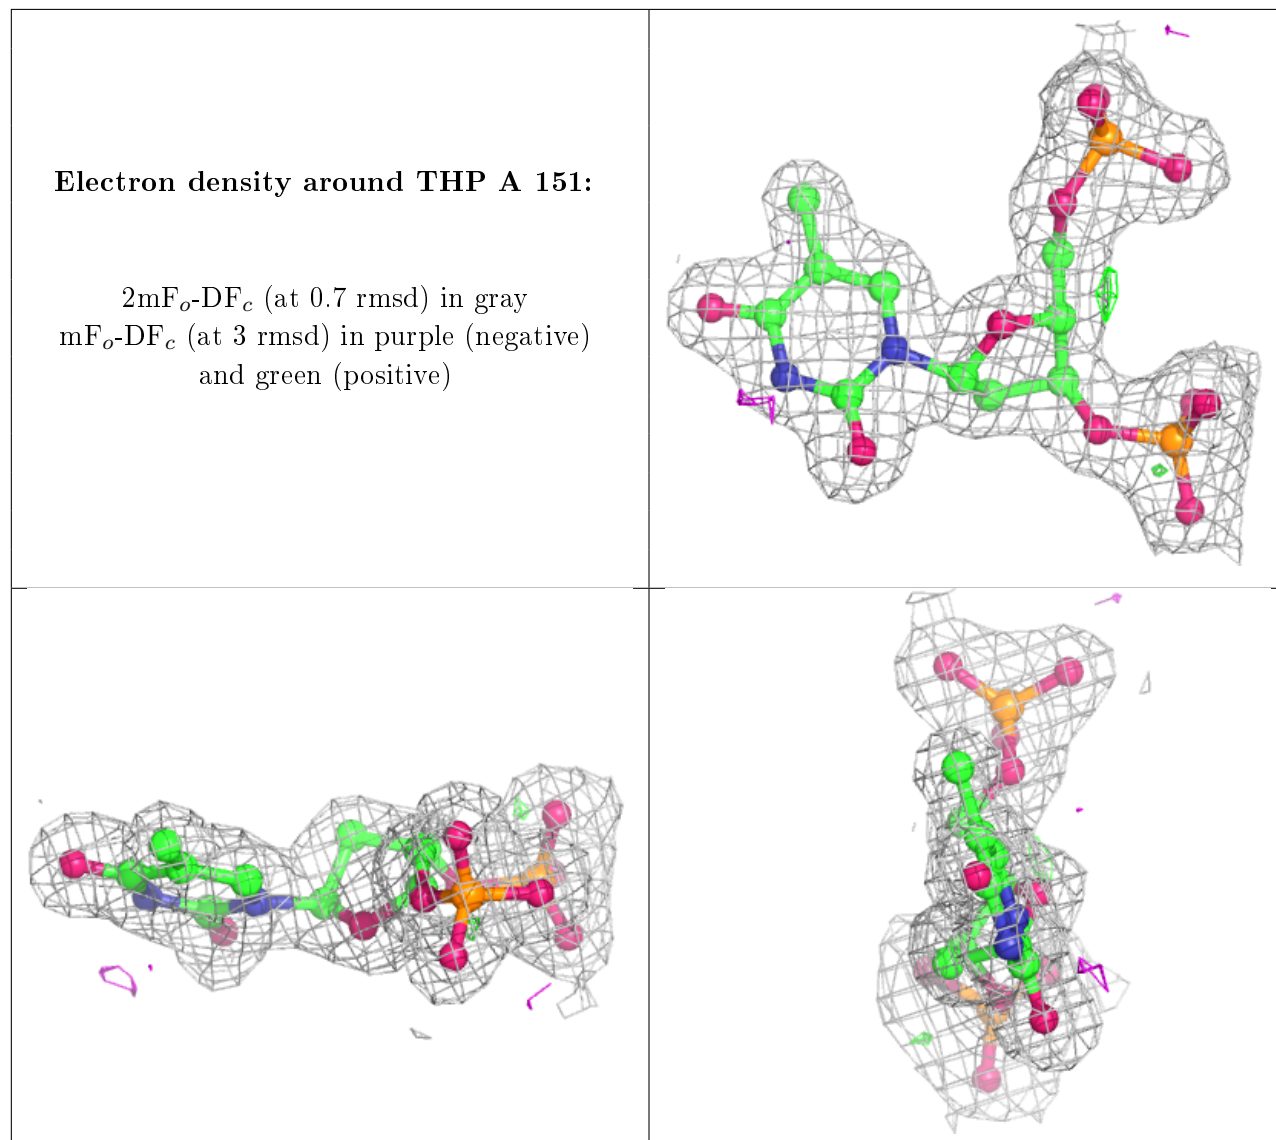 Electron density around THP A 151:
2mFₒ-DF𝒸 (at 0.7 rmsd) in gray
mFₒ-DF𝒸 (at 3 rmsd) in purple (negative)
and green (positive)